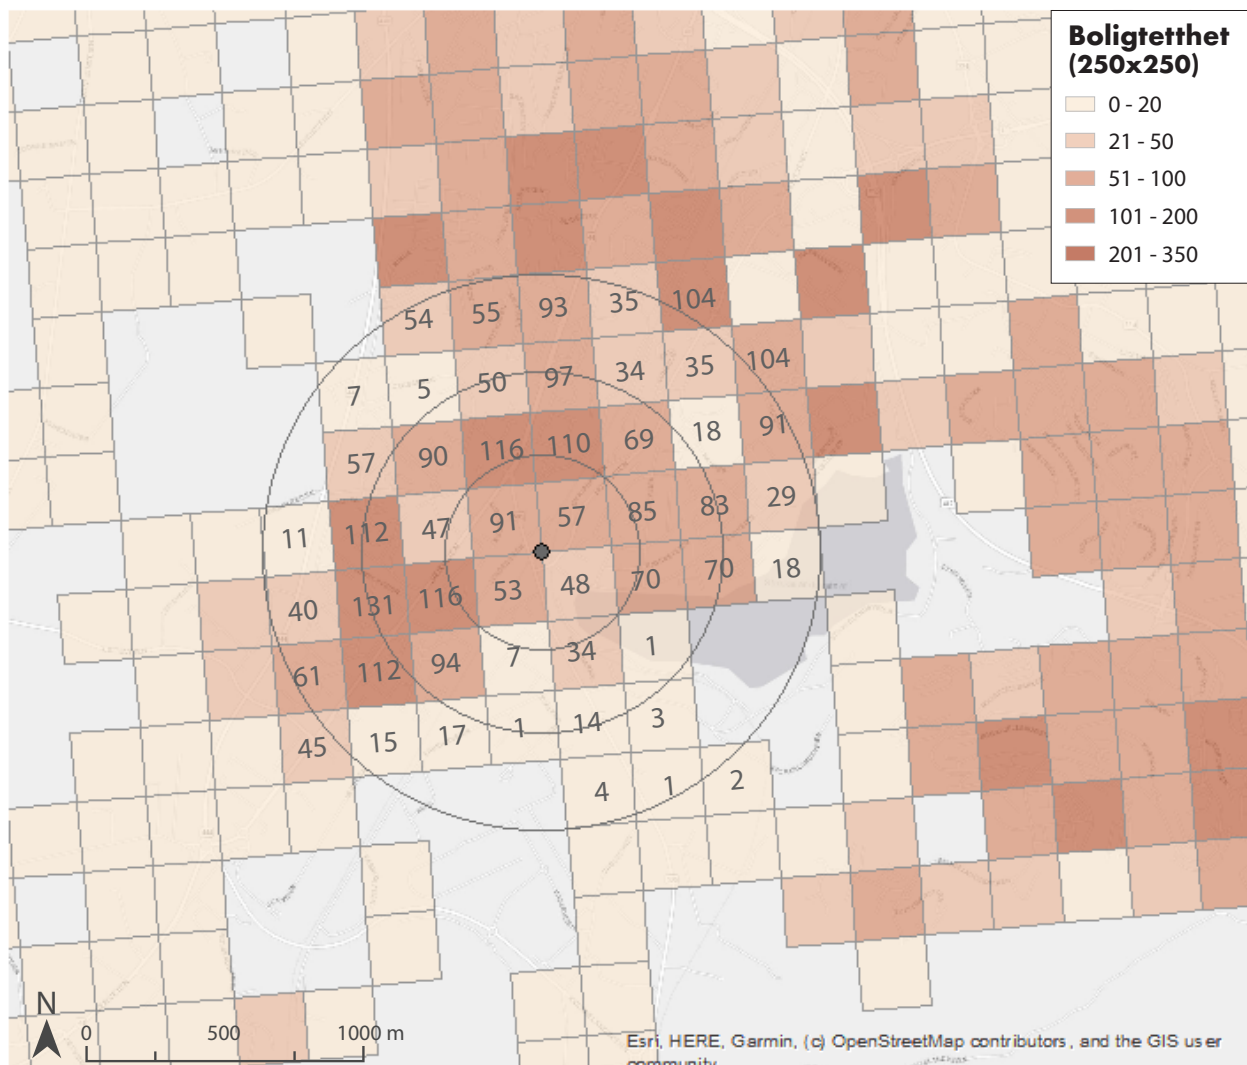 Boligtetthet
(250x250)
0 - 20
21 - 50
51 - 100
101 - 200
201 - 350
54 55 93 35 104
7 5 50 97 34 35 104
57 90 116 110 69 18 91
11 112 47 91 57 85 83 29
40 131 116 53 48 70 70 18
61 112 94 7 34 1
45 15 17 1 14 3
4 1 2
N
0 500 1000 m
Esri, HERE, Garmin, (c) OpenStreetMap contributors, and the GIS user
community